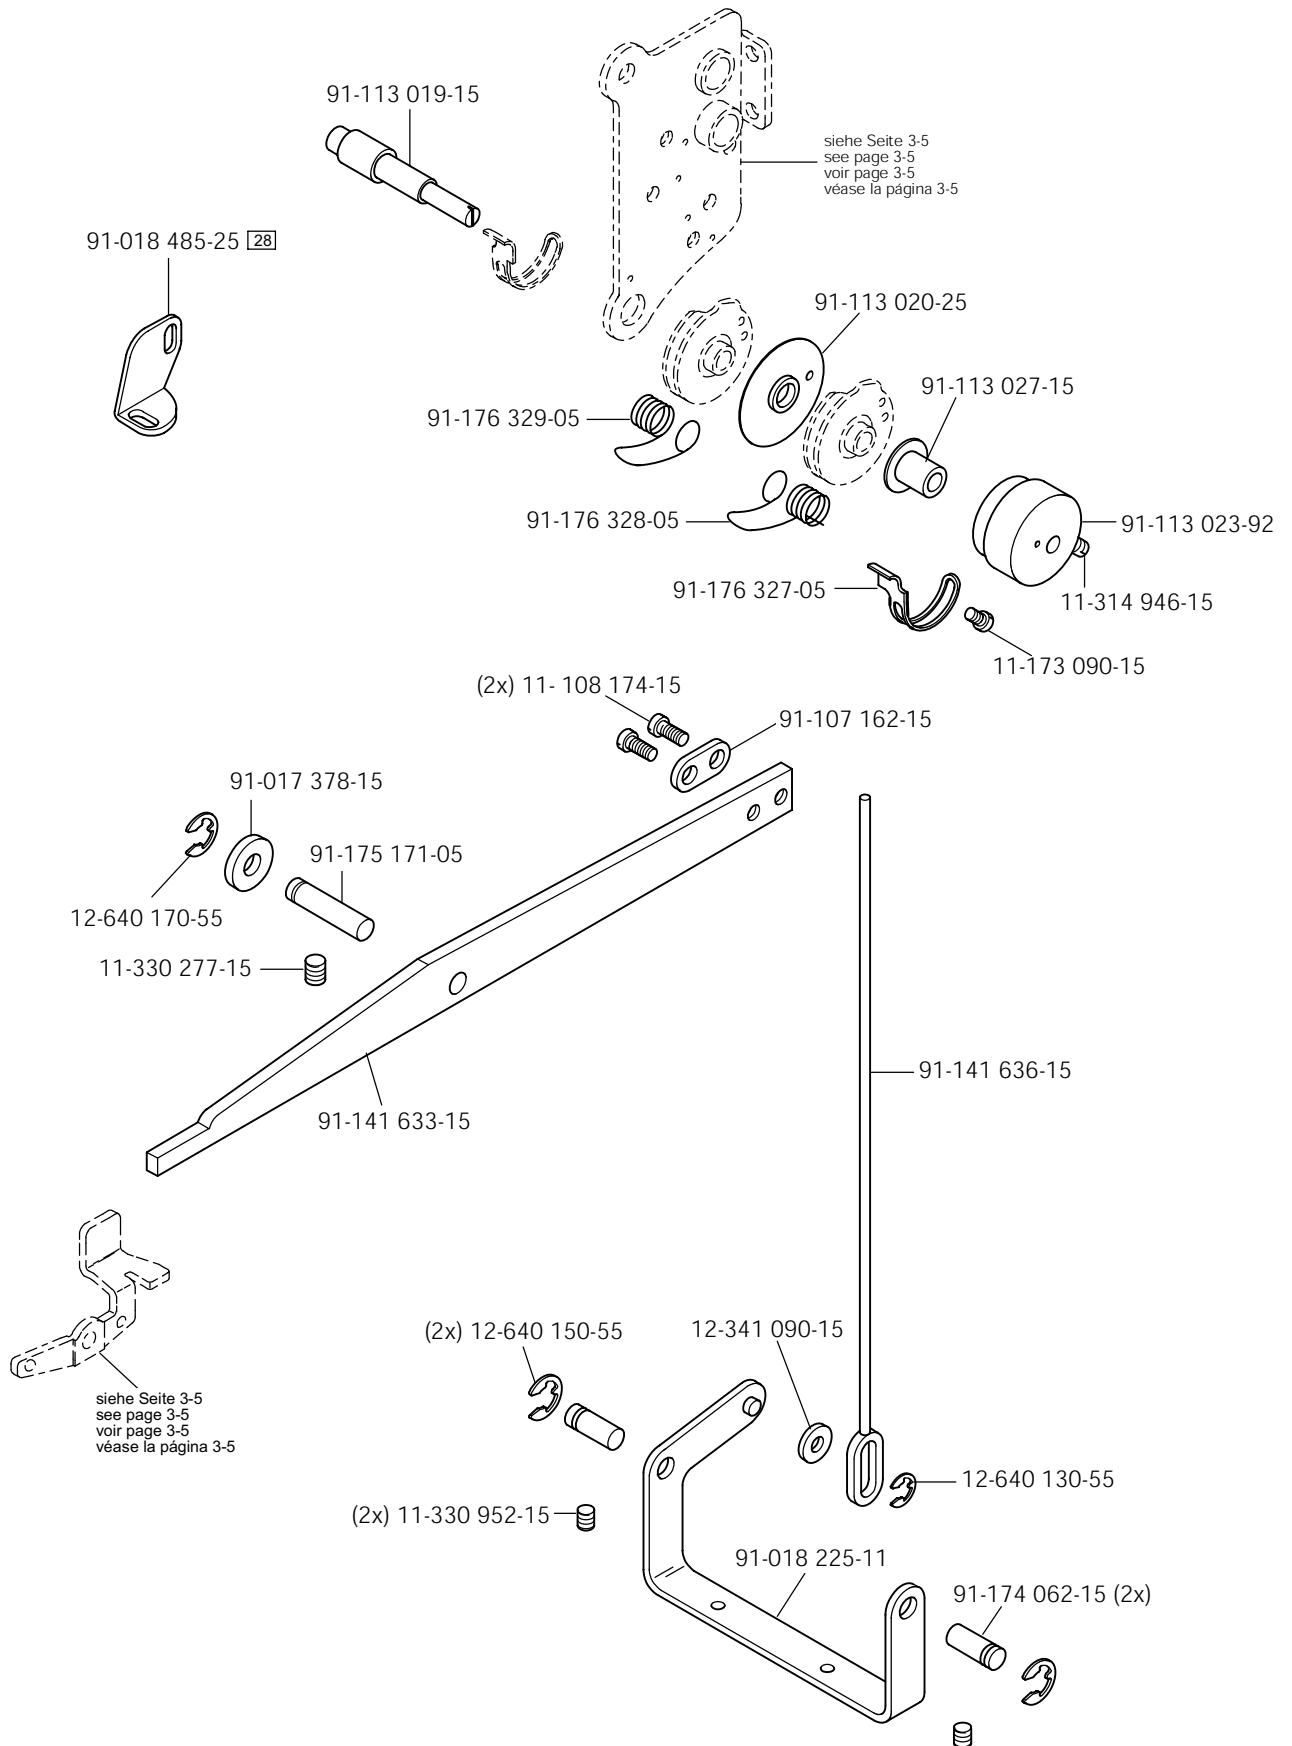 91-113 019-15
siehe Seite 3-5
see page 3-5
voir page 3-5
véase la página 3-5
91-018 485-25 28
91-113 020-25
91-113 027-15
91-176 329-05
91-176 328-05
91-113 023-92
91-176 327-05
11-314 946-15
11-173 090-15
(2x) 11- 108 174-15
91-107 162-15
91-017 378-15
91-175 171-05
12-640 170-55
11-330 277-15
91-141 636-15
91-141 633-15
(2x) 12-640 150-55
12-341 090-15
siehe Seite 3-5
see page 3-5
voir page 3-5
véase la página 3-5
12-640 130-55
(2x) 11-330 952-15
91-018 225-11
91-174 062-15 (2x)